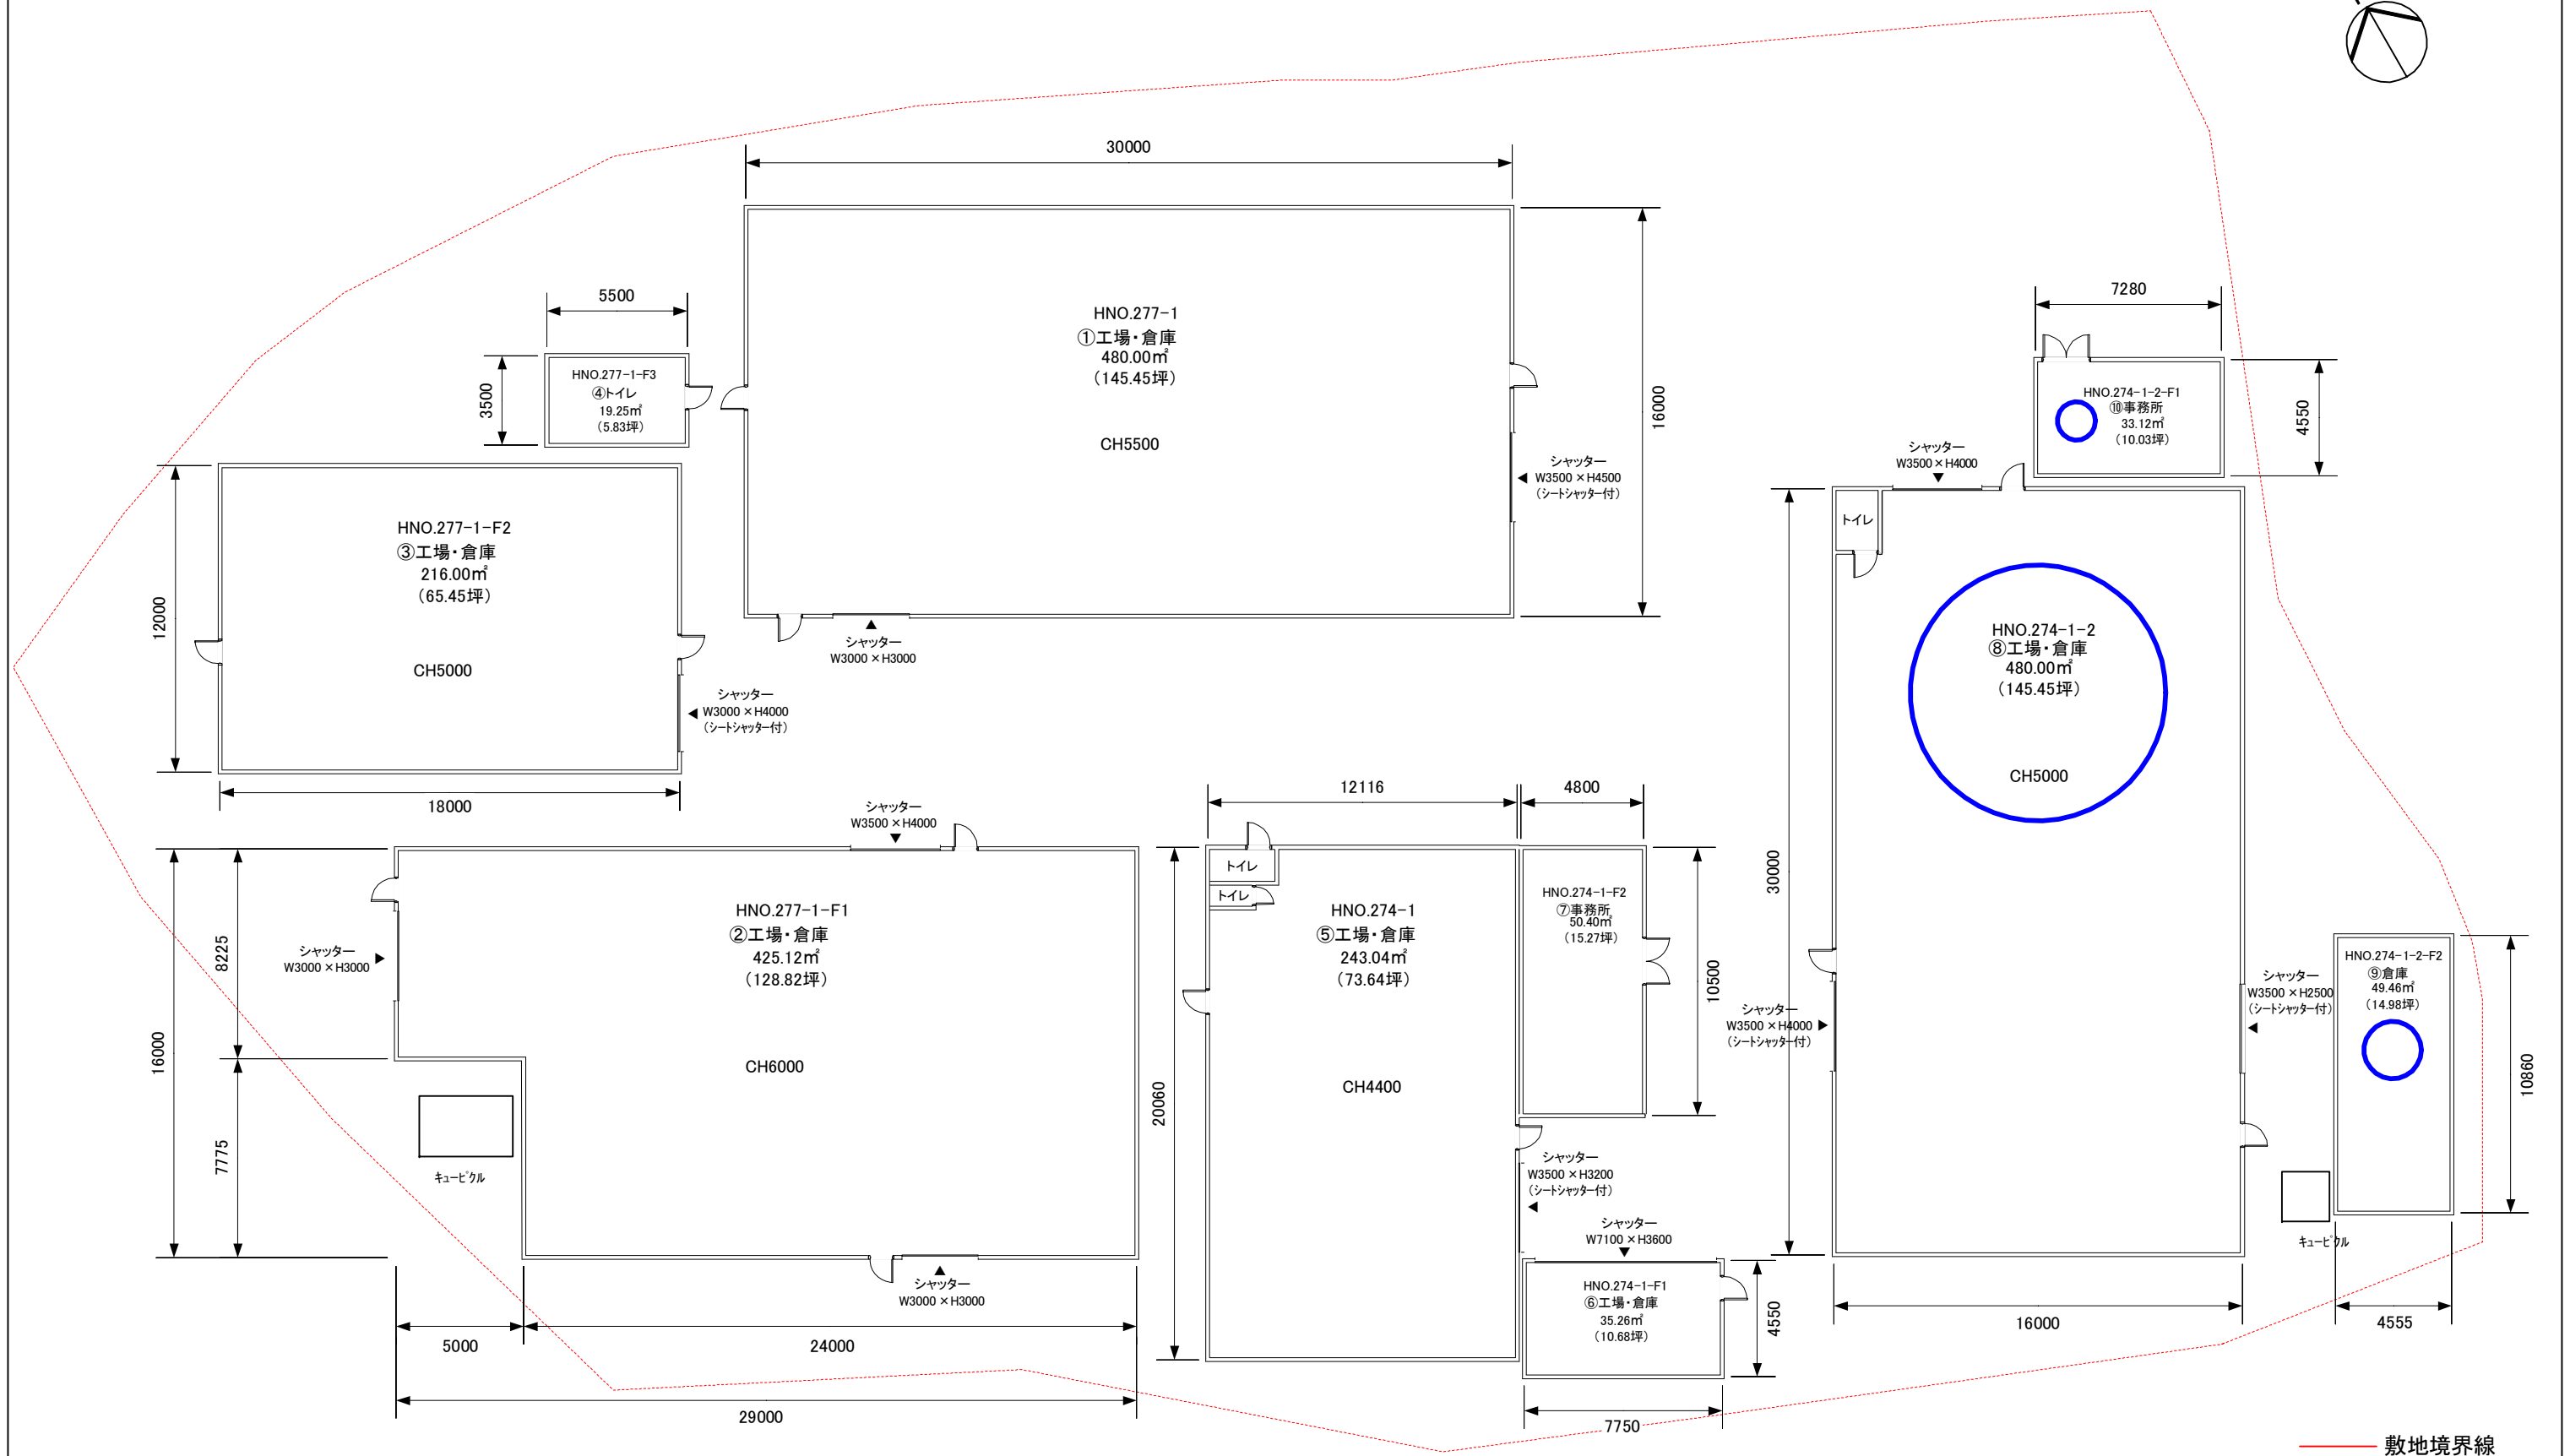 30000
HNO.277-1
①工場・倉庫
480.00㎡
（145.45坪）
CH5500
16000
シャッター
W3500×H4500
（シートシャッター付）
シャッター
W3000×H3000
5500
3500
HNO.277-1-F3
④トイレ
19.25㎡
（5.83坪）
HNO.277-1-F2
③工場・倉庫
216.00㎡
（65.45坪）
CH5000
12000
18000
シャッター
W3000×H4000
（シートシャッター付）
7280
4550
HNO.274-1-2-F1
⑩事務所
33.12㎡
（10.03坪）
シャッター
W3500×H4000
トイレ
HNO.274-1-2
⑧工場・倉庫
480.00㎡
（145.45坪）
CH5000
30000
シャッター
W3500×H4000
（シートシャッター付）
シャッター
W3500×H2500
（シートシャッター付）
16000
HNO.274-1-2-F2
⑨倉庫
49.46㎡
（14.98坪）
10860
4555
キュービクル
シャッター
W3500×H4000
HNO.277-1-F1
②工場・倉庫
425.12㎡
（128.82坪）
CH6000
シャッター
W3000×H3000
8225
16000
7775
キュービクル
シャッター
W3000×H3000
5000
24000
29000
12116
4800
トイレ
トイレ
HNO.274-1
⑤工場・倉庫
243.04㎡
（73.64坪）
CH4400
20060
HNO.274-1-F2
⑦事務所
50.40㎡
（15.27坪）
10500
シャッター
W3500×H3200
（シートシャッター付）
シャッター
W7100×H3600
HNO.274-1-F1
⑥工場・倉庫
35.26㎡
（10.68坪）
4550
7750
敷地境界線